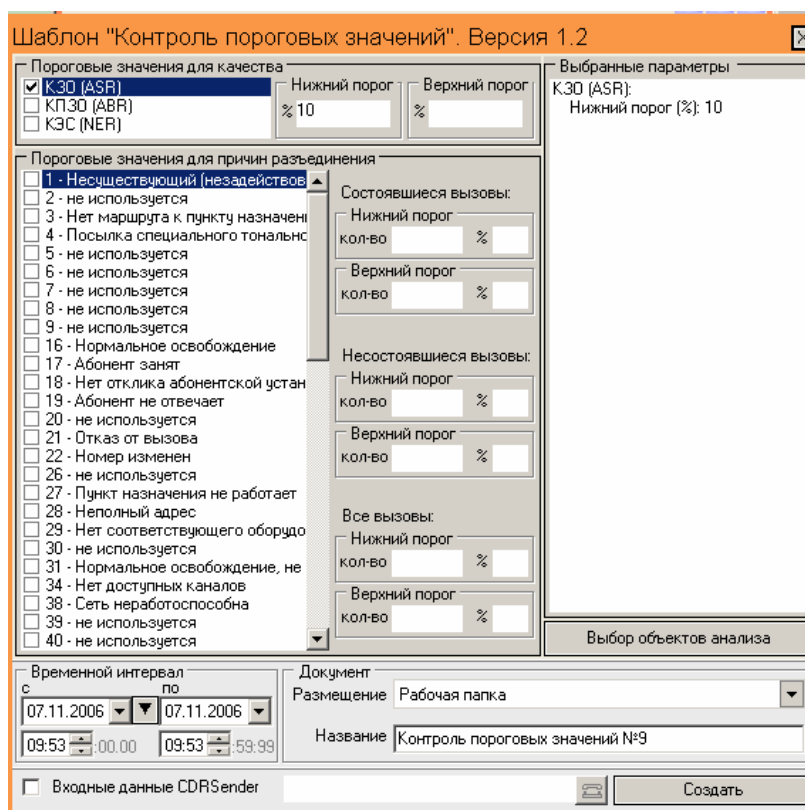 Шаблон "Контроль пороговых значений". Версия 1.2
Пороговые значения для качества
КЗО (ASR)
КПЗО (ABR)
КЗС (NER)
Нижний порог
% 10
Верхний порог
%
Выбранные параметры
КЗО (ASR):
Нижний порог (%): 10
Пороговые значения для причин разъединения
1 - Несуществующий (незадействов
2 - не используется
3 - Нет маршрута к пункту назначени
4 - Посылка специального тонально
5 - не используется
6 - не используется
7 - не используется
8 - не используется
9 - не используется
16 - Нормальное освобождение
17 - Абонент занят
18 - Нет отклика абонентской устан
19 - Абонент не отвечает
20 - не используется
21 - Отказ от вызова
22 - Номер изменен
26 - не используется
27 - Пункт назначения не работает
28 - Неполный адрес
29 - Нет соответствующего оборудо
30 - не используется
31 - Нормальное освобождение, не
34 - Нет доступных каналов
38 - Сеть неработоспособна
39 - не используется
40 - не используется
Состоявшиеся вызовы:
Нижний порог
кол-во %
Верхний порог
кол-во %
Несостоявшиеся вызовы:
Нижний порог
кол-во %
Верхний порог
кол-во %
Все вызовы:
Нижний порог
кол-во %
Верхний порог
кол-во %
Выбор объектов анализа
Временной интервал
с по
07.11.2006 07.11.2006
09:53 :00.00 09:53 :59:99
Документ
Размещение Рабочая папка
Название Контроль пороговых значений №9
Входные данные CDRSender
Создать